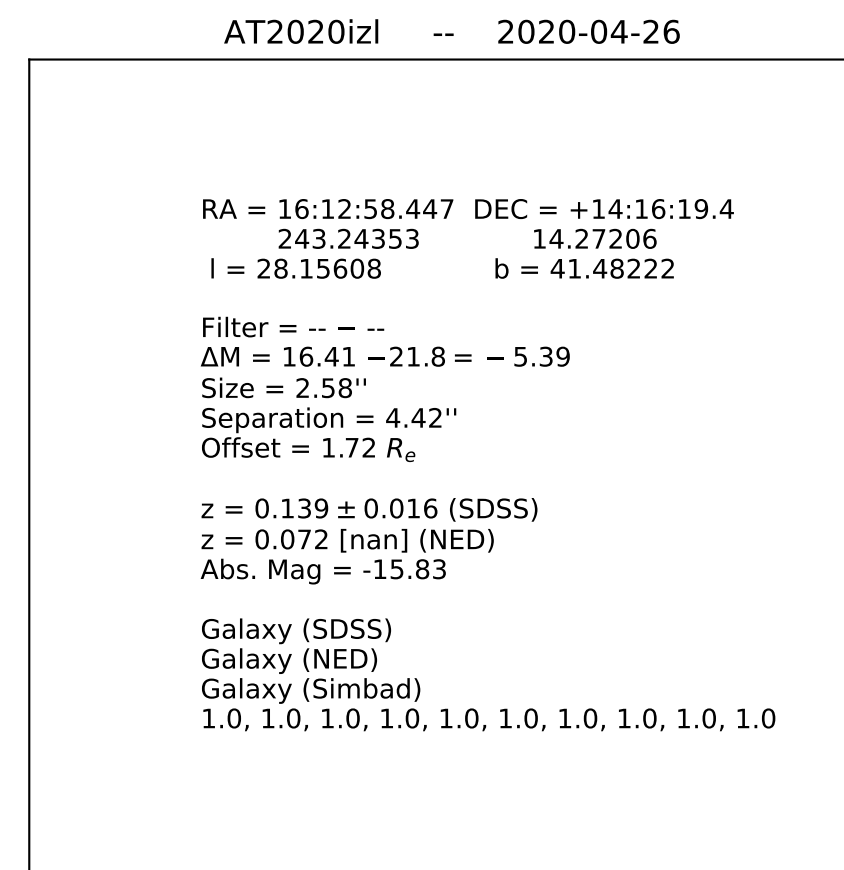 AT2020izl -- 2020-04-26
RA = 16:12:58.447 DEC = +14:16:19.4
243.24353 14.27206
l = 28.15608 b = 41.48222
Filter = -- − --
ΔM = 16.41 −21.8 = − 5.39
Size = 2.58''
Separation = 4.42''
Offset = 1.72 Rₑ
z = 0.139 ± 0.016 (SDSS)
z = 0.072 [nan] (NED)
Abs. Mag = -15.83
Galaxy (SDSS)
Galaxy (NED)
Galaxy (Simbad)
1.0, 1.0, 1.0, 1.0, 1.0, 1.0, 1.0, 1.0, 1.0, 1.0